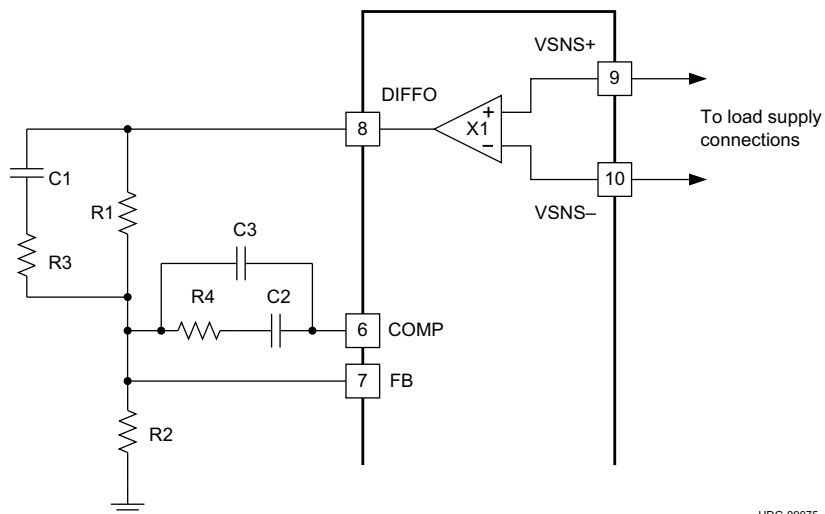 VSNS+
9
DIFFO
8
+
X1
–
To load supply
connections
10
VSNS–
C1
R1
R3
C3
R4
C2
6
COMP
7
FB
R2